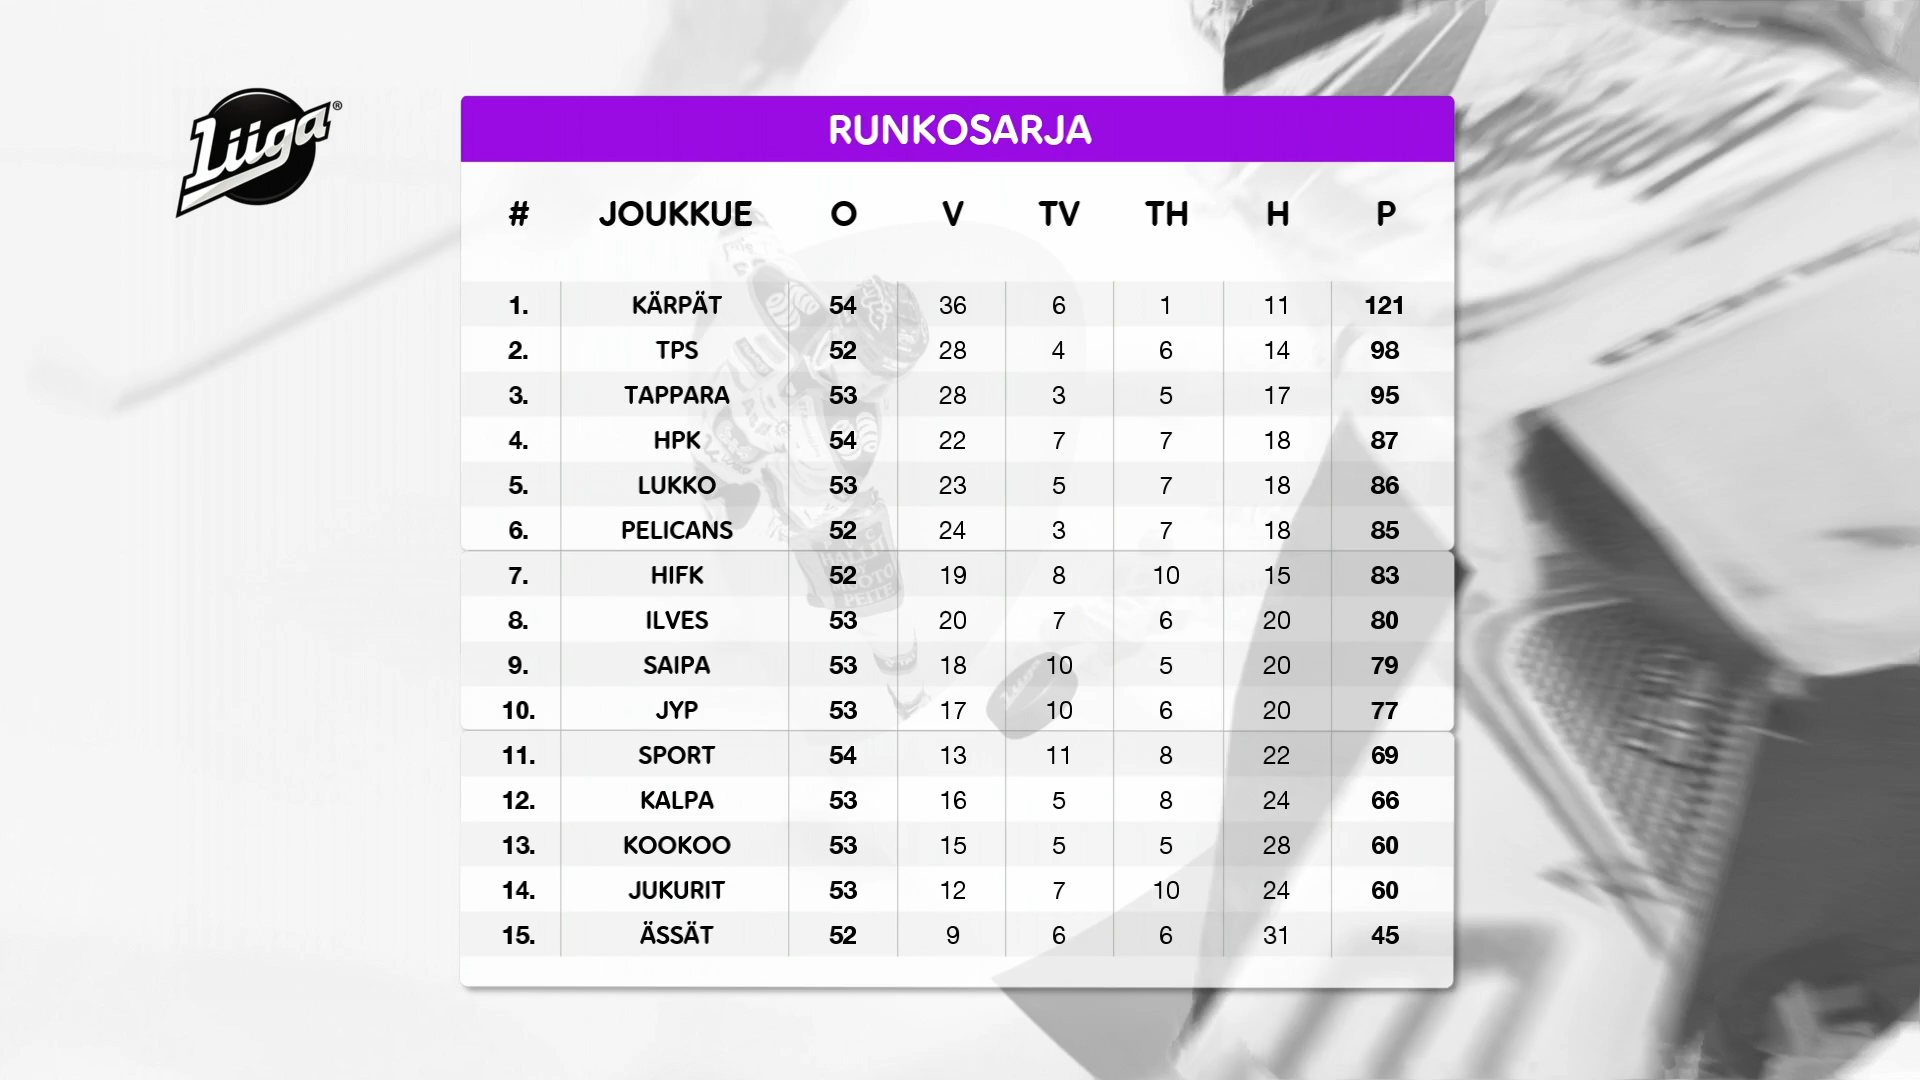 Liiga®
RUNKOSARJA
# JOUKKUE O V TV TH H P
1. KÄRPÄT 54 36 6 1 11 121
2. TPS 52 28 4 6 14 98
3. TAPPARA 53 28 3 5 17 95
4. HPK 54 22 7 7 18 87
5. LUKKO 53 23 5 7 18 86
6. PELICANS 52 24 3 7 18 85
7. HIFK 52 19 8 10 15 83
8. ILVES 53 20 7 6 20 80
9. SAIPA 53 18 10 5 20 79
10. JYP 53 17 10 6 20 77
11. SPORT 54 13 11 8 22 69
12. KALPA 53 16 5 8 24 66
13. KOOKOO 53 15 5 5 28 60
14. JUKURIT 53 12 7 10 24 60
15. ÄSSÄT 52 9 6 6 31 45